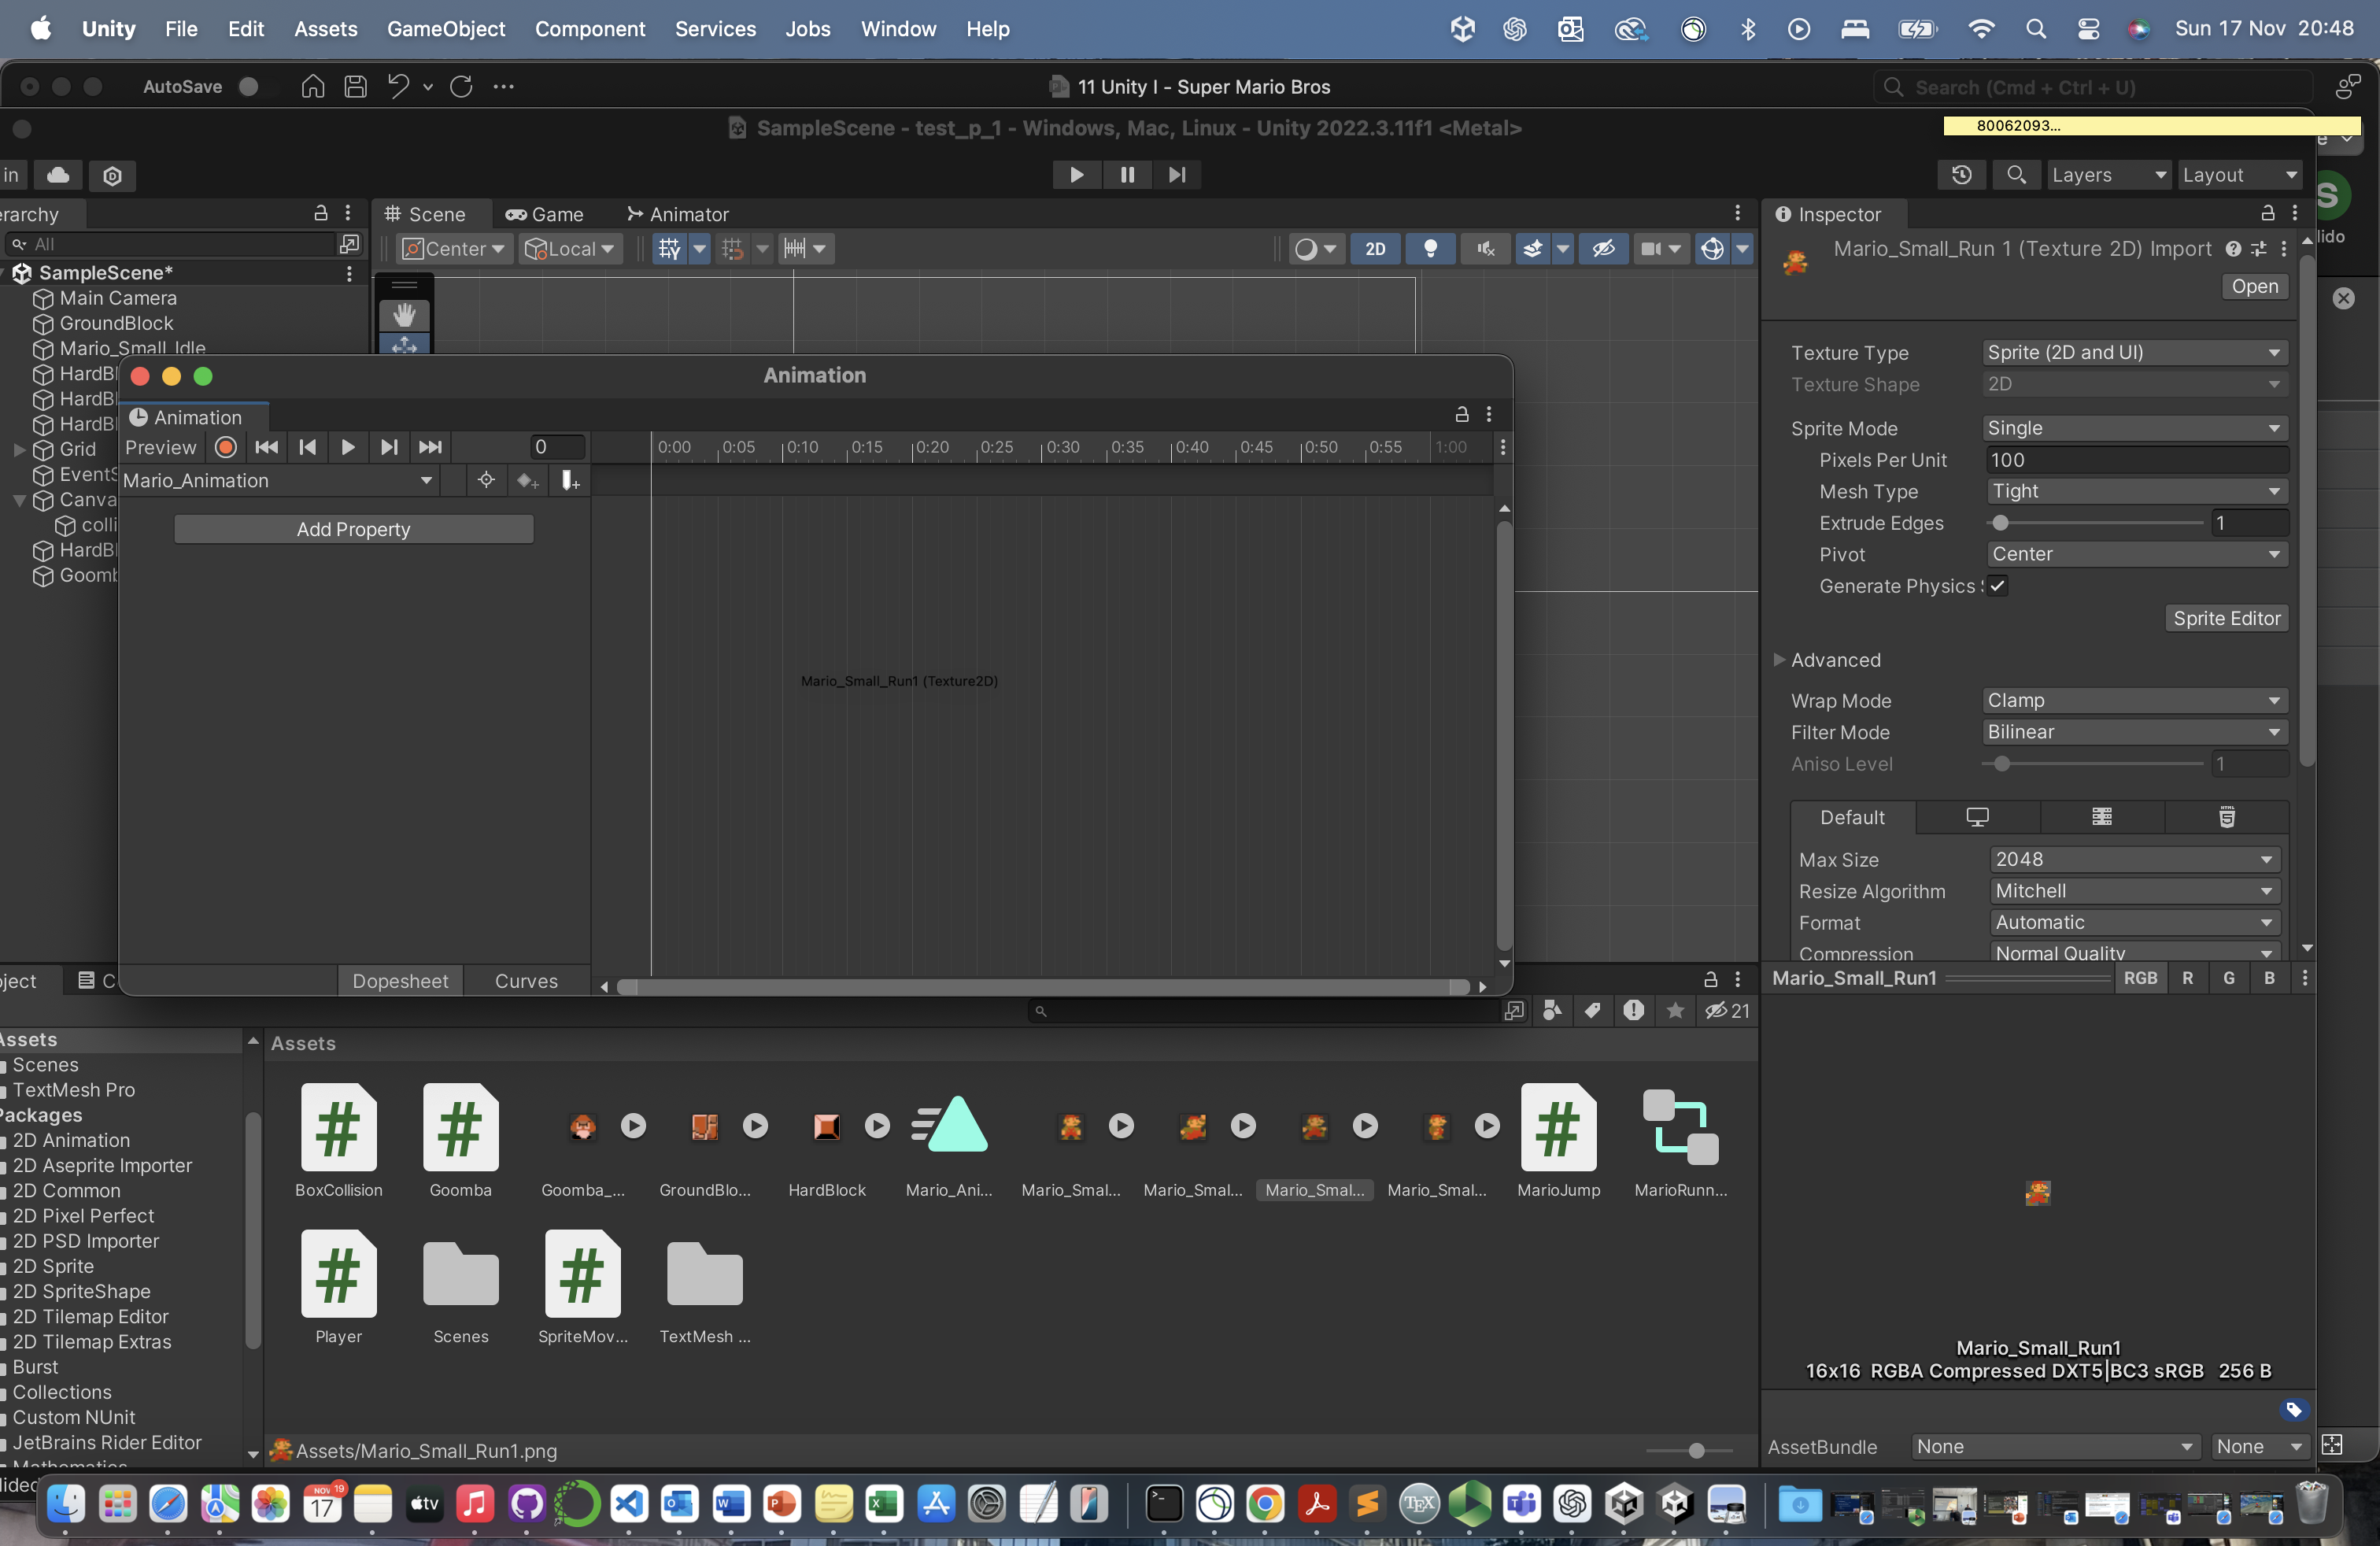 Unity File Edit Assets GameObject Component Services Jobs Window Help Sun 17 Nov 20:48
AutoSave 11 Unity I - Super Mario Bros Search (Cmd + Ctrl + U)
SampleScene - test_p_1 - Windows, Mac, Linux - Unity 2022.3.11f1 <Metal>
80062093...
in Layers Layout
erarchy Scene Game Animator Inspector
All Center Local 2D Mario_Small_Run 1 (Texture 2D) Import
SampleScene*
Open
Main Camera
GroundBlock
Mario_Small_Idle
HardBl
HardBl
HardBl
Grid
EventS
Canva
colli
HardBl
Goomb
Animation
Animation
Preview 0 0:00 0:05 0:10 0:15 0:20 0:25 0:30 0:35 0:40 0:45 0:50 0:55 1:00
Mario_Animation
Add Property
Mario_Small_Run1 (Texture2D)
Dopesheet Curves
Texture Type Sprite (2D and UI)
Texture Shape 2D
Sprite Mode Single
Pixels Per Unit 100
Mesh Type Tight
Extrude Edges 1
Pivot Center
Generate Physics S
Sprite Editor
Advanced
Wrap Mode Clamp
Filter Mode Bilinear
Aniso Level 1
Default
Max Size 2048
Resize Algorithm Mitchell
Format Automatic
Compression Normal Quality
Mario_Small_Run1 RGB R G B
Mario_Small_Run1
16x16 RGBA Compressed DXT5|BC3 sRGB 256 B
AssetBundle None None
lido
ject C
21
Assets
Scenes
TextMesh Pro
Packages
2D Animation
2D Aseprite Importer
2D Common
2D Pixel Perfect
2D PSD Importer
2D Sprite
2D SpriteShape
2D Tilemap Editor
2D Tilemap Extras
Burst
Collections
Custom NUnit
JetBrains Rider Editor
Mathematics
Assets
BoxCollision Goomba Goomba_... GroundBlo... HardBlock Mario_Ani... Mario_Smal... Mario_Smal... Mario_Smal... Mario_Smal... MarioJump MarioRunn...
Player Scenes SpriteMov... TextMesh ...
Assets/Mario_Small_Run1.png
lided
NOV 19
17
tv
TEX